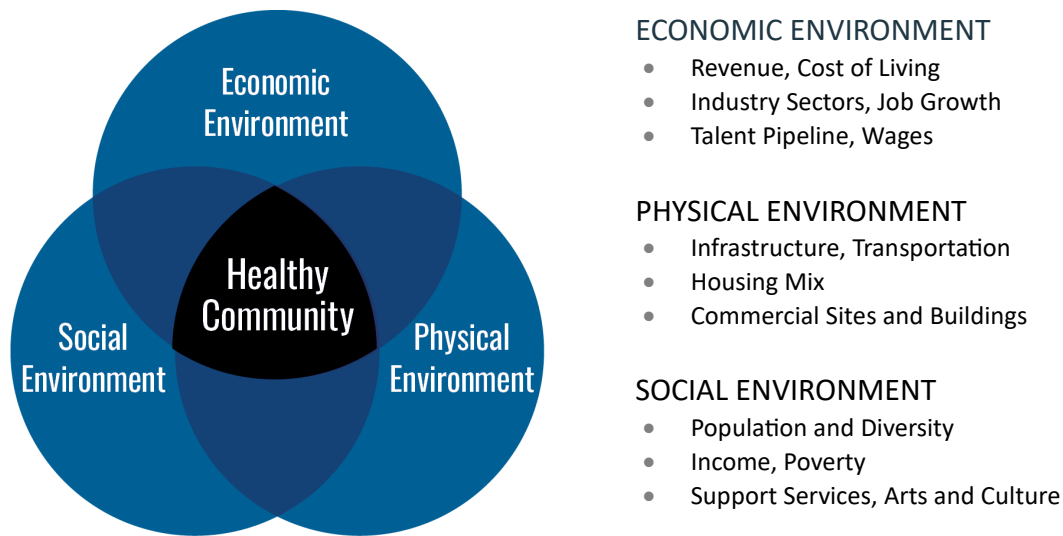 Economic
Environment
Healthy
Community
Social
Environment
Physical
Environment
ECONOMIC ENVIRONMENT
• Revenue, Cost of Living
• Industry Sectors, Job Growth
• Talent Pipeline, Wages
PHYSICAL ENVIRONMENT
• Infrastructure, Transportation
• Housing Mix
• Commercial Sites and Buildings
SOCIAL ENVIRONMENT
• Population and Diversity
• Income, Poverty
• Support Services, Arts and Culture